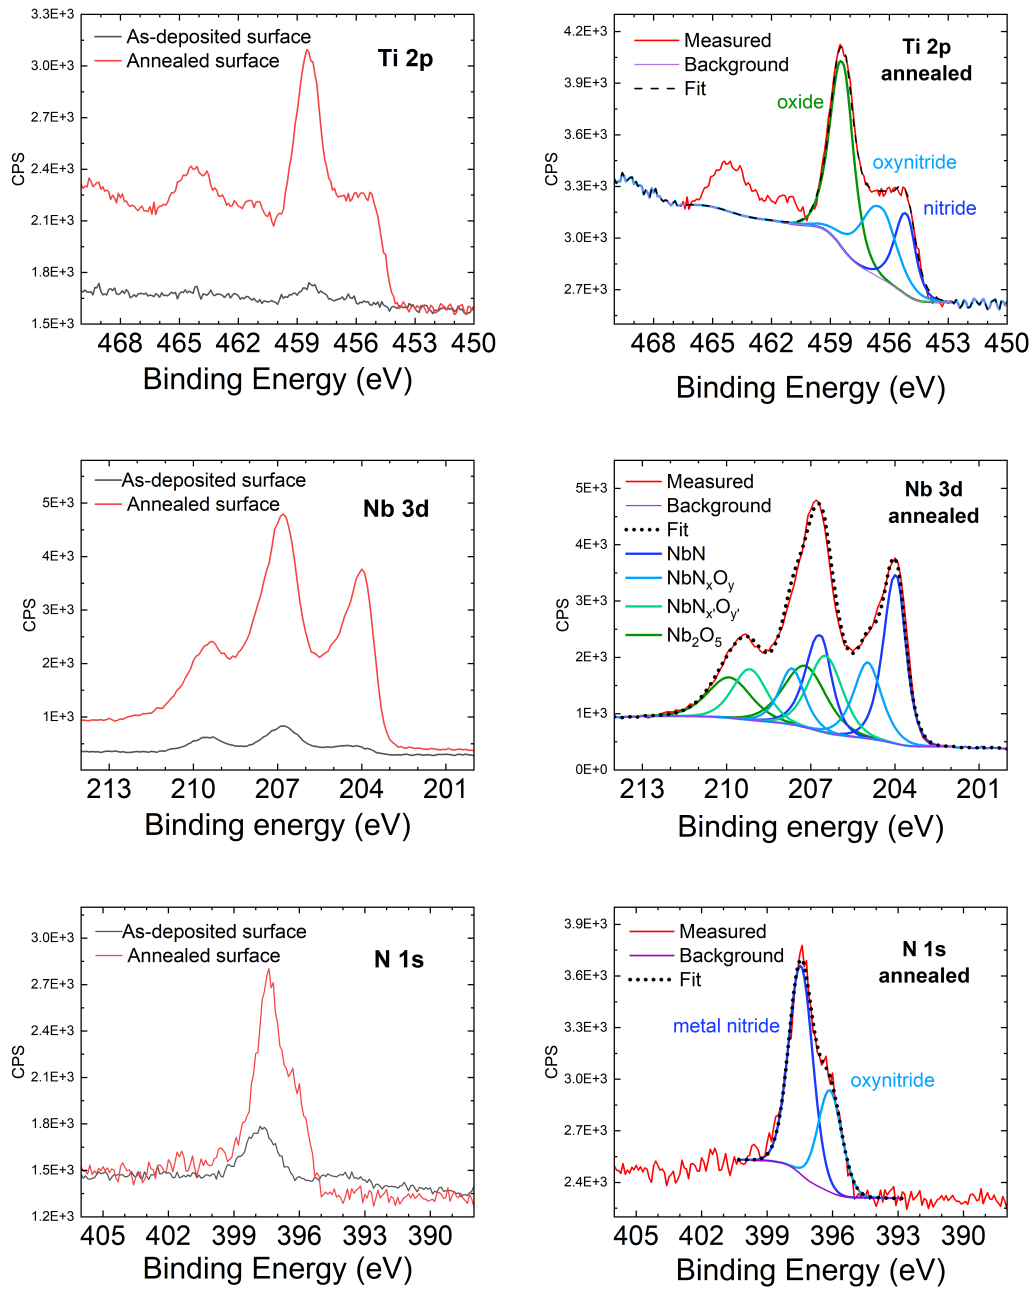 3.3E+3
3.0E+3
2.7E+3
2.4E+3
2.1E+3
1.8E+3
1.5E+3
CPS
As-deposited surface
Annealed surface
Ti 2p
468 465 462 459 456 453 450
Binding Energy (eV)
4.2E+3
3.9E+3
3.6E+3
3.3E+3
3.0E+3
2.7E+3
CPS
Measured
Background
Fit
Ti 2p
annealed
oxide
oxynitride
nitride
468 465 462 459 456 453 450
Binding Energy (eV)
5E+3
4E+3
3E+3
2E+3
1E+3
CPS
As-deposited surface
Annealed surface
Nb 3d
213 210 207 204 201
Binding energy (eV)
5E+3
4E+3
3E+3
2E+3
1E+3
0E+0
CPS
Measured
Background
Fit
NbN
NbNxOy
NbNx'Oy'
Nb2O5
Nb 3d
annealed
213 210 207 204 201
Binding energy (eV)
3.0E+3
2.7E+3
2.4E+3
2.1E+3
1.8E+3
1.5E+3
1.2E+3
CPS
As-deposited surface
Annealed surface
N 1s
405 402 399 396 393 390
Binding Energy (eV)
3.9E+3
3.6E+3
3.3E+3
3.0E+3
2.7E+3
2.4E+3
CPS
Measured
Background
Fit
N 1s
annealed
metal nitride
oxynitride
405 402 399 396 393 390
Binding Energy (eV)